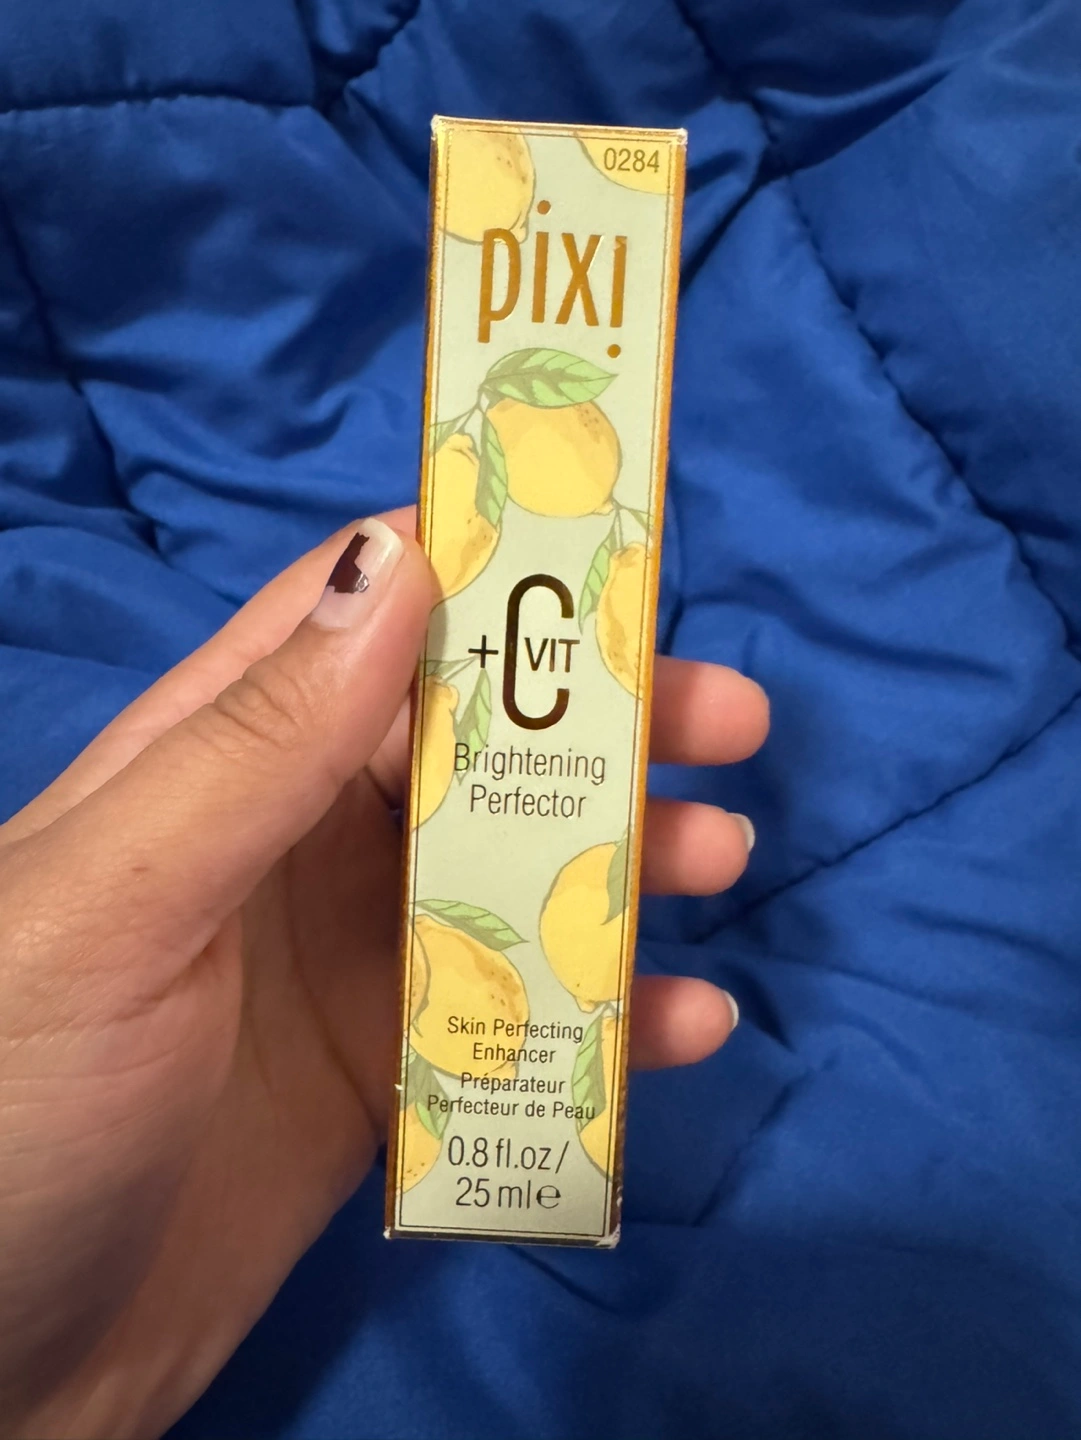 0284
pixi
+C VIT
Brightening
Perfector
Skin Perfecting
Enhancer
Préparateur
Perfecteur de Peau
0.8 fl.oz/
25 ml℮